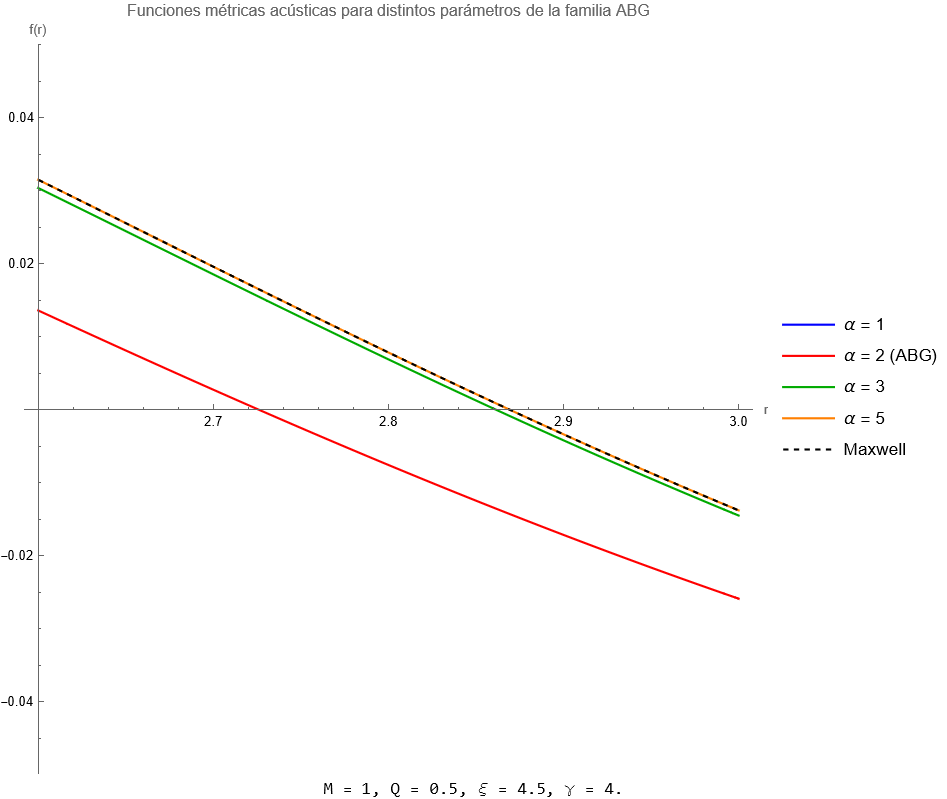 Funciones métricas acústicas para distintos parámetros de la familia ABG
f(r)
0.04
0.02
2.7 2.8 2.9 3.0 r
-0.02
-0.04
α = 1
α = 2 (ABG)
α = 3
α = 5
Maxwell
M = 1, Q = 0.5, ξ = 4.5, γ = 4.